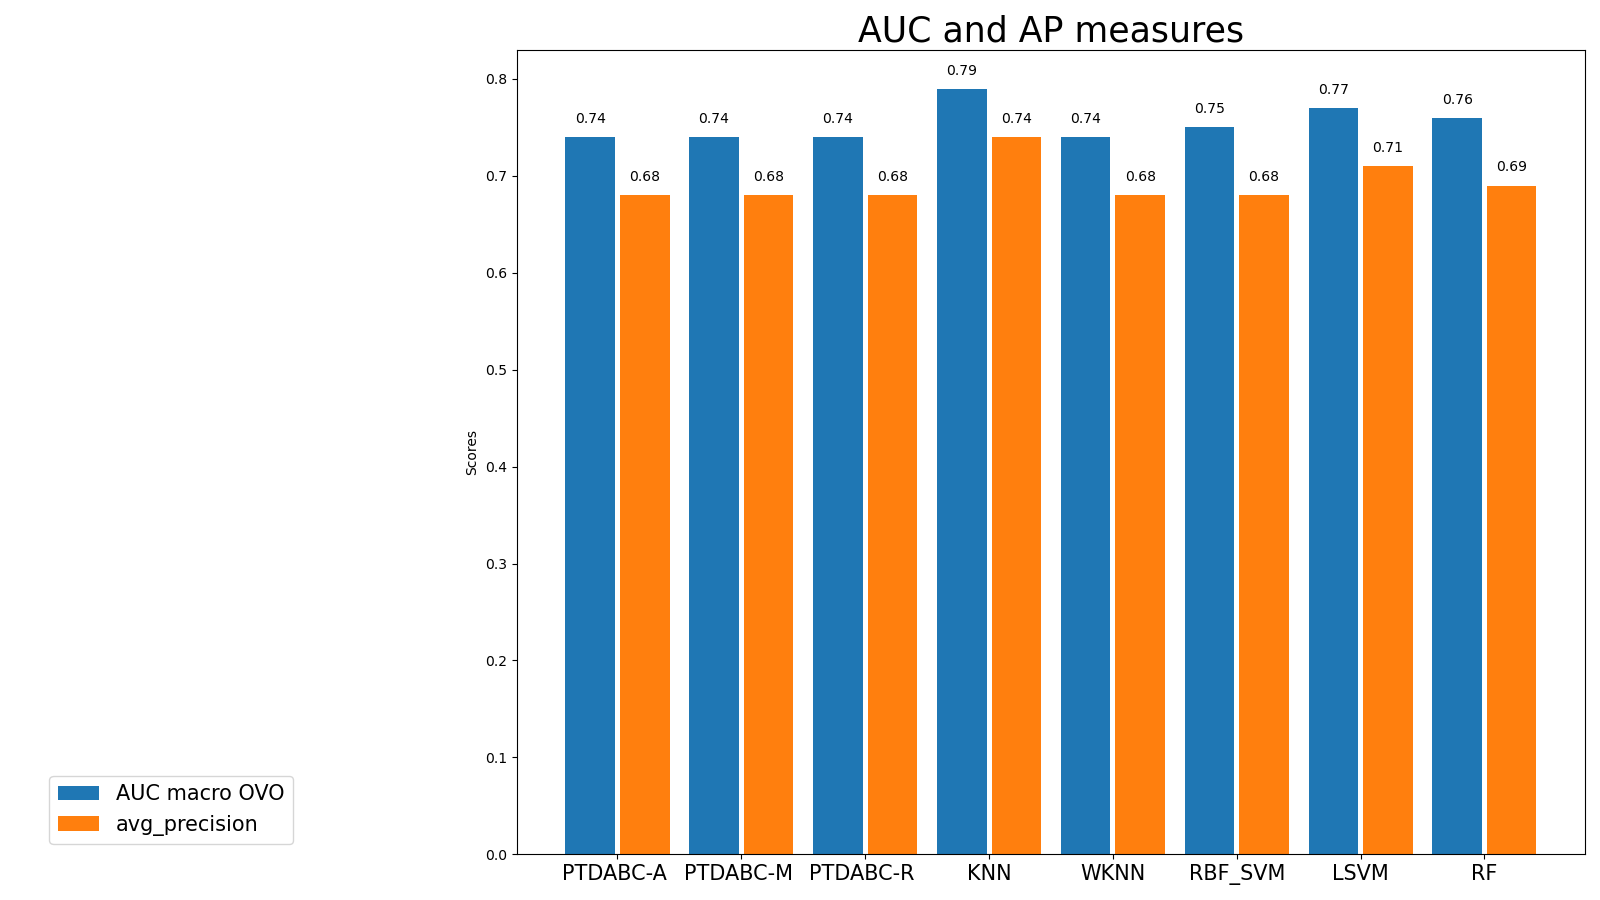 AUC and AP measures
0.79
0.77
0.76
0.75
0.74
0.74
0.74
0.74
0.74
0.71
0.69
0.68
0.68
0.68
0.68
0.68
Scores
0.8
0.7
0.6
0.5
0.4
0.3
0.2
0.1
0.0
PTDABC-A
PTDABC-M
PTDABC-R
KNN
WKNN
RBF_SVM
LSVM
RF
AUC macro OVO
avg_precision